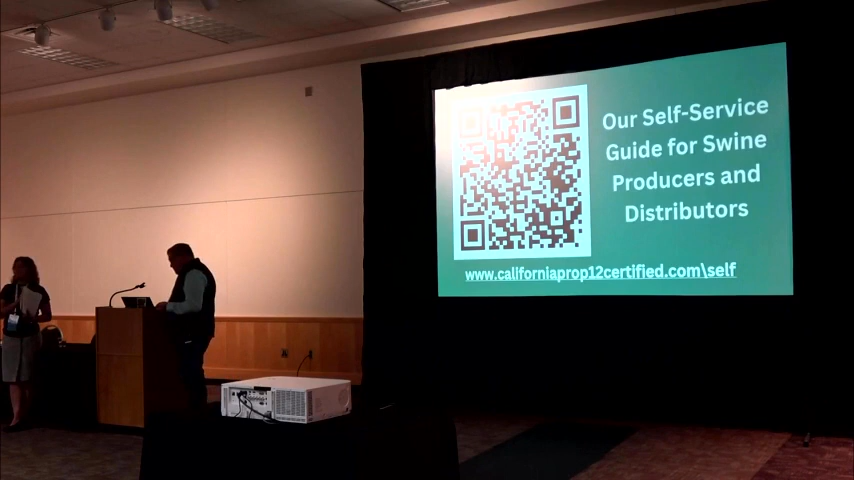 Our Self-Service
Guide for Swine
Producers and
Distributors
www.californiaprop12certified.com\self